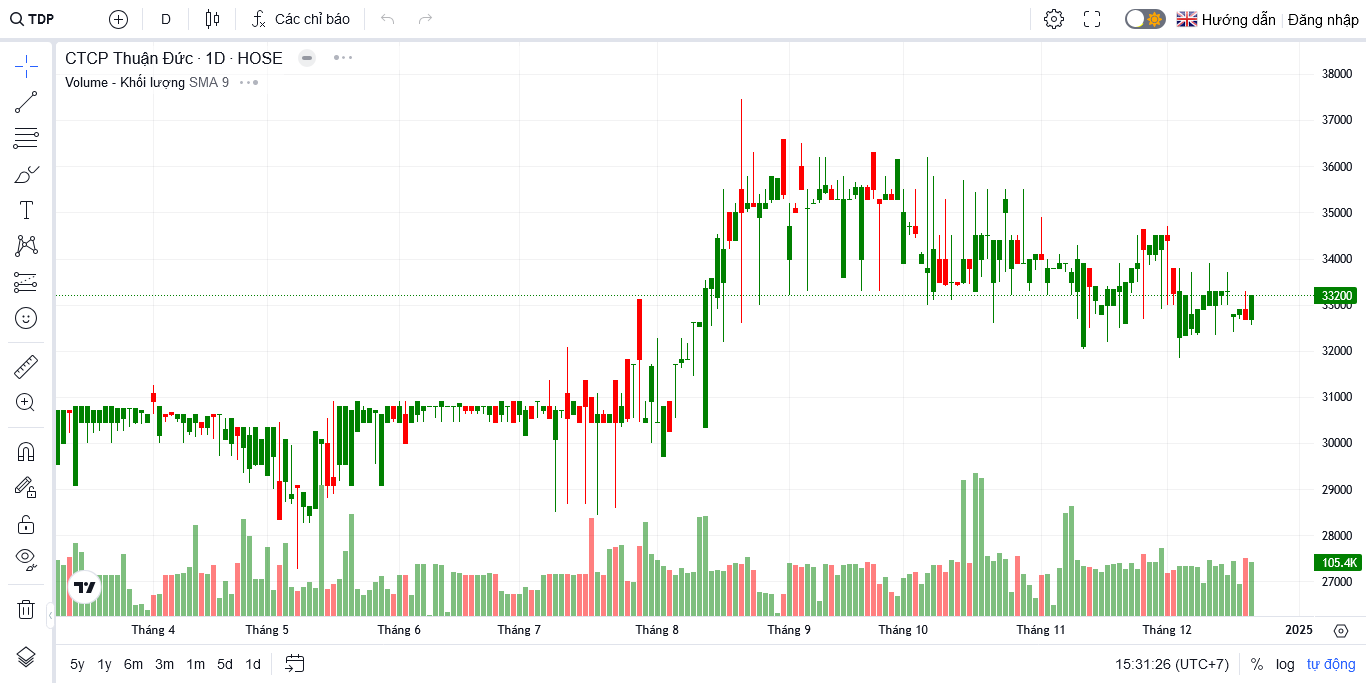 TDP D Các chỉ báo Hướng dẫn Đăng nhập
CTCP Thuận Đức · 1D · HOSE
Volume - Khối lượng SMA 9
38000
37000
36000
35000
34000
33200
33000
32000
31000
30000
29000
28000
105.4K
27000
Tháng 4 Tháng 5 Tháng 6 Tháng 7 Tháng 8 Tháng 9 Tháng 10 Tháng 11 Tháng 12 2025
5y 1y 6m 3m 1m 5d 1d 15:31:26 (UTC+7) % log tự động